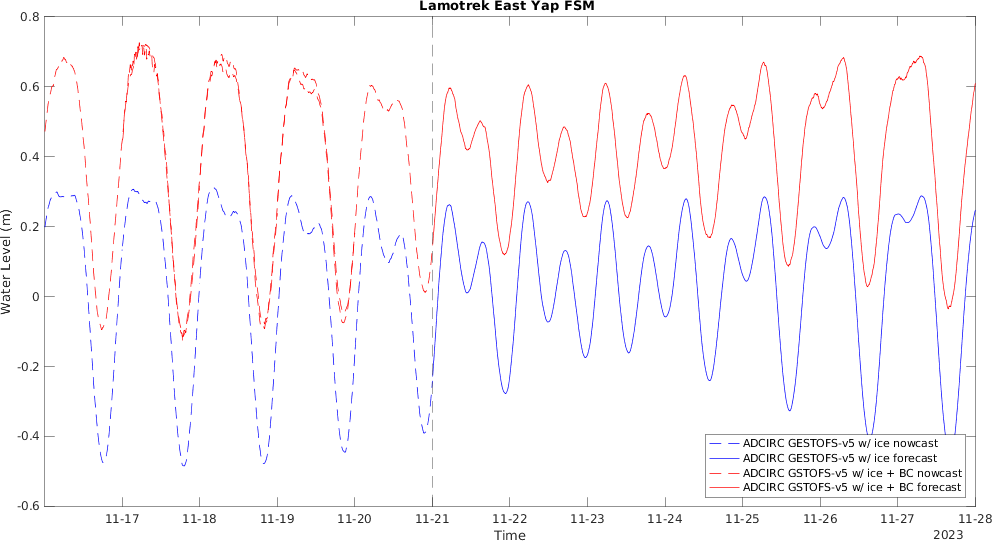 Lamotrek East Yap FSM
0.8
0.6
0.4
0.2
0
-0.2
-0.4
-0.6
Water Level (m)
ADCIRC GESTOFS-v5 w/ ice nowcast
ADCIRC GESTOFS-v5 w/ ice forecast
ADCIRC GSTOFS-v5 w/ ice + BC nowcast
ADCIRC GSTOFS-v5 w/ ice + BC forecast
11-17 11-18 11-19 11-20 11-21 11-22 11-23 11-24 11-25 11-26 11-27 11-28
Time 2023